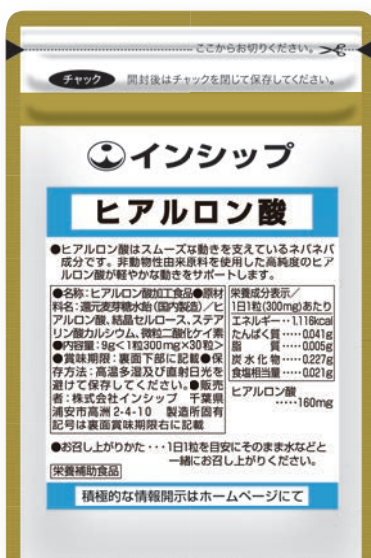 ここからお切りください。
チャック 開封後はチャックを閉じて保存してください。
インシップ
ヒアルロン酸
●ヒアルロン酸はスムーズな動きを支えているネバネバ
成分です。非動物性由来原料を使用した高純度のヒア
ルロン酸が軽やかな動きをサポートします。
●名称：ヒアルロン酸加工食品●原材
料名：還元麦芽糖水飴（国内製造）／ヒ
アルロン酸、結晶セルロース、ステア
リン酸カルシウム、微粒二酸化ケイ素
●内容量：9g＜1粒300mg×30粒＞
●賞味期限：裏面下部に記載●保
存方法：高温多湿及び直射日光を
避けて保存してください。●販売
者：株式会社インシップ 千葉県
浦安市高洲2-4-10 製造所固有
記号は裏面賞味期限右に記載
栄養成分表示／
1日1粒(300mg)あたり
エネルギー‥1.116kcal
たんぱく質‥‥0.041g
脂質‥‥0.005g
炭水化物‥‥0.227g
食塩相当量‥‥0.021g
ヒアルロン酸
‥‥‥160mg
●お召し上がりかた・・・1日1粒を目安にそのまま水などと
一緒にお召し上がりください。
栄養補助食品
積極的な情報開示はホームページにて